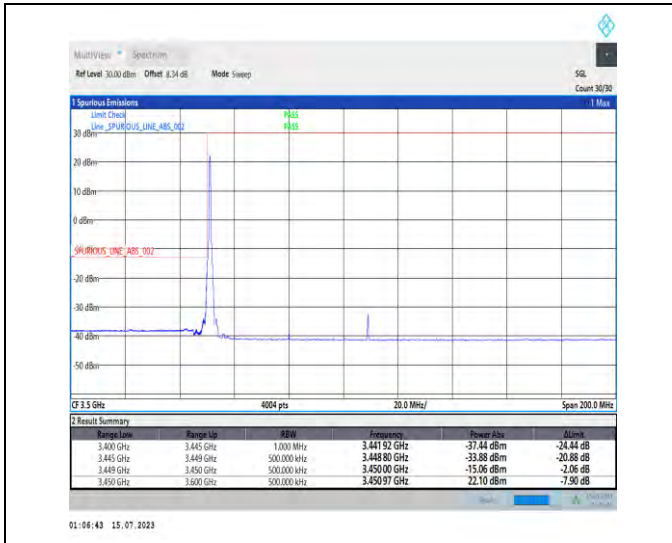 MultiView Spectrum
Ref Level 30.00 dBm Offset 8.34 dB Mode Sweep SGL
Count 30/30
1 Spurious Emissions 1 Max
Limit Check PASS
Line _SPURIOUS_LINE_ABS_002 PASS
30 dBm
20 dBm
10 dBm
0 dBm
_SPURIOUS_LINE_ABS_002
-20 dBm
-30 dBm
-40 dBm
-50 dBm
CF 3.5 GHz 4004 pts 20.0 MHz/ Span 200.0 MHz
2 Result Summary
Range Low Range Up RBW Frequency Power Abs ΔLimit
3.400 GHz 3.445 GHz 1.000 MHz 3.441 92 GHz -37.44 dBm -24.44 dB
3.445 GHz 3.449 GHz 500.000 kHz 3.448 80 GHz -33.88 dBm -20.88 dB
3.449 GHz 3.450 GHz 500.000 kHz 3.450 00 GHz -15.06 dBm -2.06 dB
3.450 GHz 3.600 GHz 500.000 kHz 3.450 97 GHz 22.10 dBm -7.90 dB
01:06:43 15.07.2023